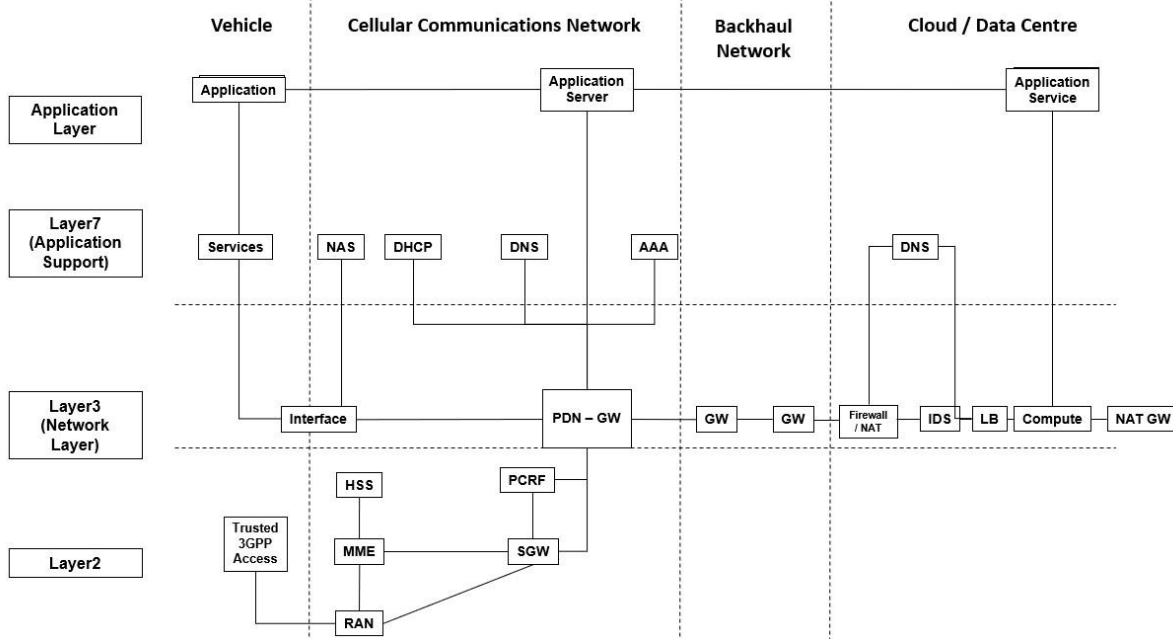 Vehicle
Cellular Communications Network
Backhaul
Network
Cloud / Data Centre
Application
Layer
Application
Application
Server
Application
Service
Layer7
(Application
Support)
Services
NAS
DHCP
DNS
AAA
DNS
Layer3
(Network
Layer)
Interface
PDN – GW
GW
GW
Firewall
/ NAT
IDS
LB
Compute
NAT GW
HSS
PCRF
Trusted
3GPP
Access
Layer2
MME
SGW
RAN